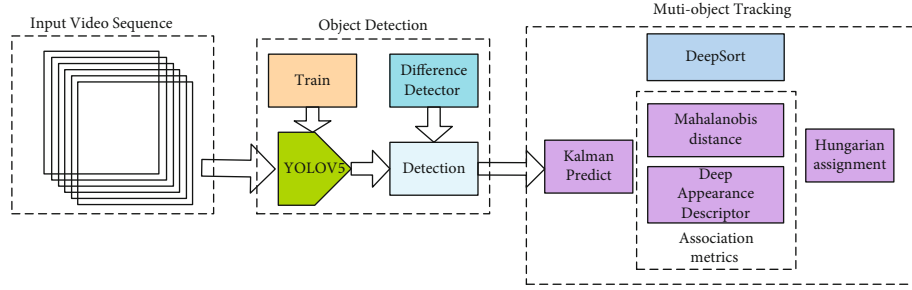 Input Video Sequence
Object Detection
Muti-object Tracking
Train
Difference
Detector
YOLOV5
Detection
DeepSort
Kalman
Predict
Mahalanobis
distance
Deep
Appearance
Descriptor
Association
metrics
Hungarian
assignment